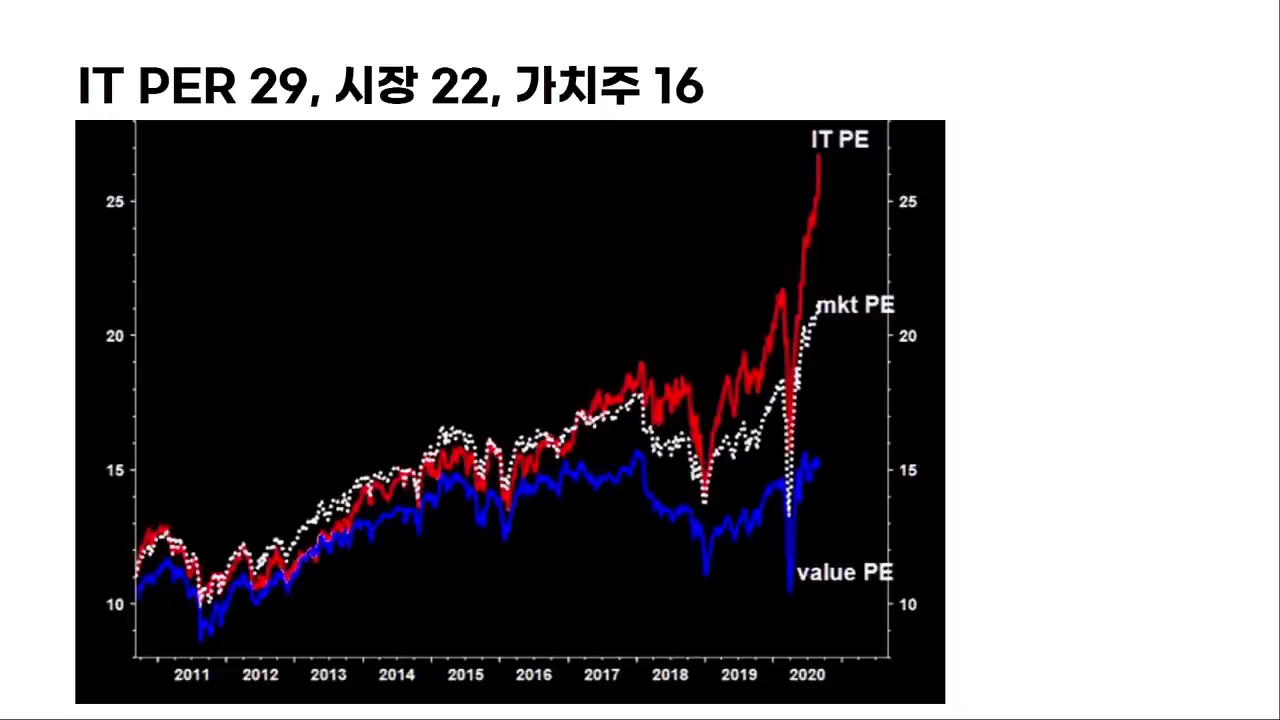 IT PER 29, 시장 22, 가치주 16
IT PE
25 25
mkt PE
20 20
15 15
value PE
10 10
2011 2012 2013 2014 2015 2016 2017 2018 2019 2020